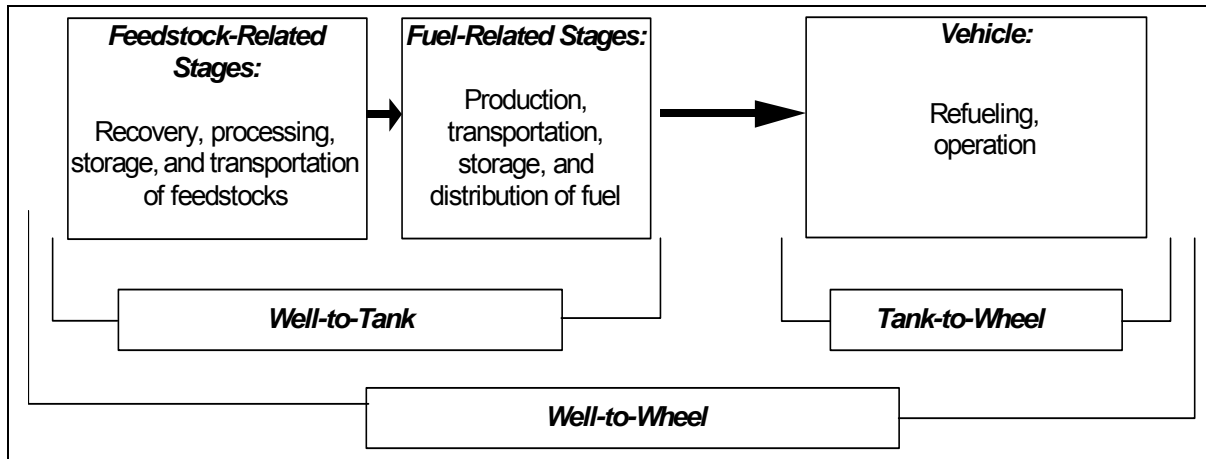 Feedstock-Related
Stages:
Recovery, processing,
storage, and transportation
of feedstocks
Fuel-Related Stages:
Production,
transportation,
storage, and
distribution of fuel
Vehicle:
Refueling,
operation
Well-to-Tank
Tank-to-Wheel
Well-to-Wheel